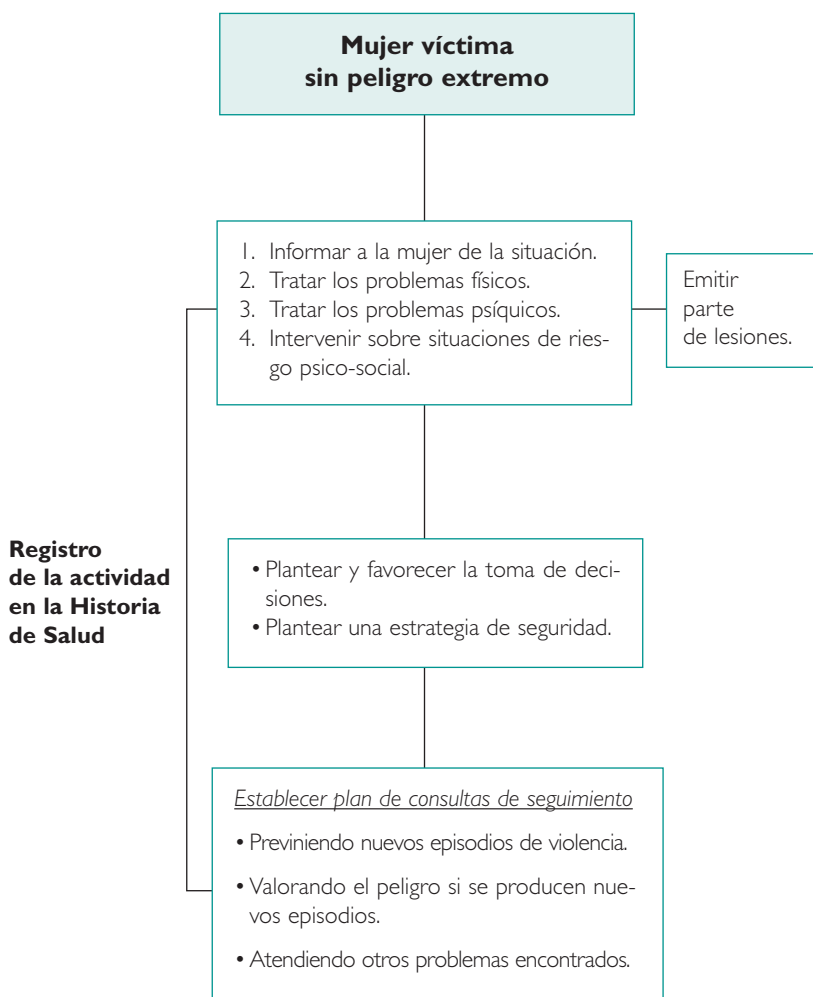 Mujer víctima
sin peligro extremo
1. Informar a la mujer de la situación.
2. Tratar los problemas físicos.
3. Tratar los problemas psíquicos.
4. Intervenir sobre situaciones de ries-
go psico-social.
Emitir
parte
de lesiones.
Registro
de la actividad
en la Historia
de Salud
• Plantear y favorecer la toma de deci-
siones.
• Plantear una estrategia de seguridad.
Establecer plan de consultas de seguimiento
• Previniendo nuevos episodios de violencia.
• Valorando el peligro si se producen nue-
vos episodios.
• Atendiendo otros problemas encontrados.